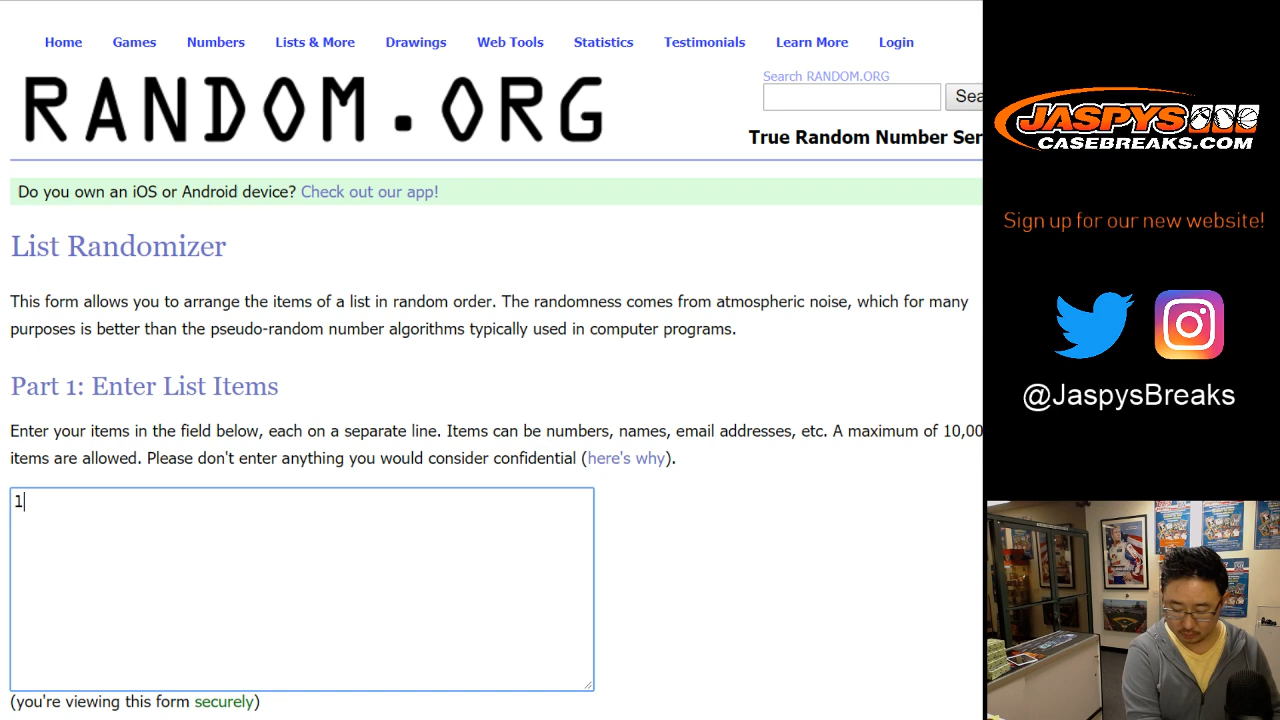 Home Games Numbers Lists & More Drawings Web Tools Statistics Testimonials Learn More Login
RANDOM.ORG
Search RANDOM.ORG
Sea
True Random Number Ser
Do you own an iOS or Android device? Check out our app!
List Randomizer
This form allows you to arrange the items of a list in random order. The randomness comes from atmospheric noise, which for many
purposes is better than the pseudo-random number algorithms typically used in computer programs.
Part 1: Enter List Items
Enter your items in the field below, each on a separate line. Items can be numbers, names, email addresses, etc. A maximum of 10,00
items are allowed. Please don't enter anything you would consider confidential (here's why).
1
(you're viewing this form securely)
JASPYS
CASEBREAKS.COM
Sign up for our new website!
@JaspysBreaks